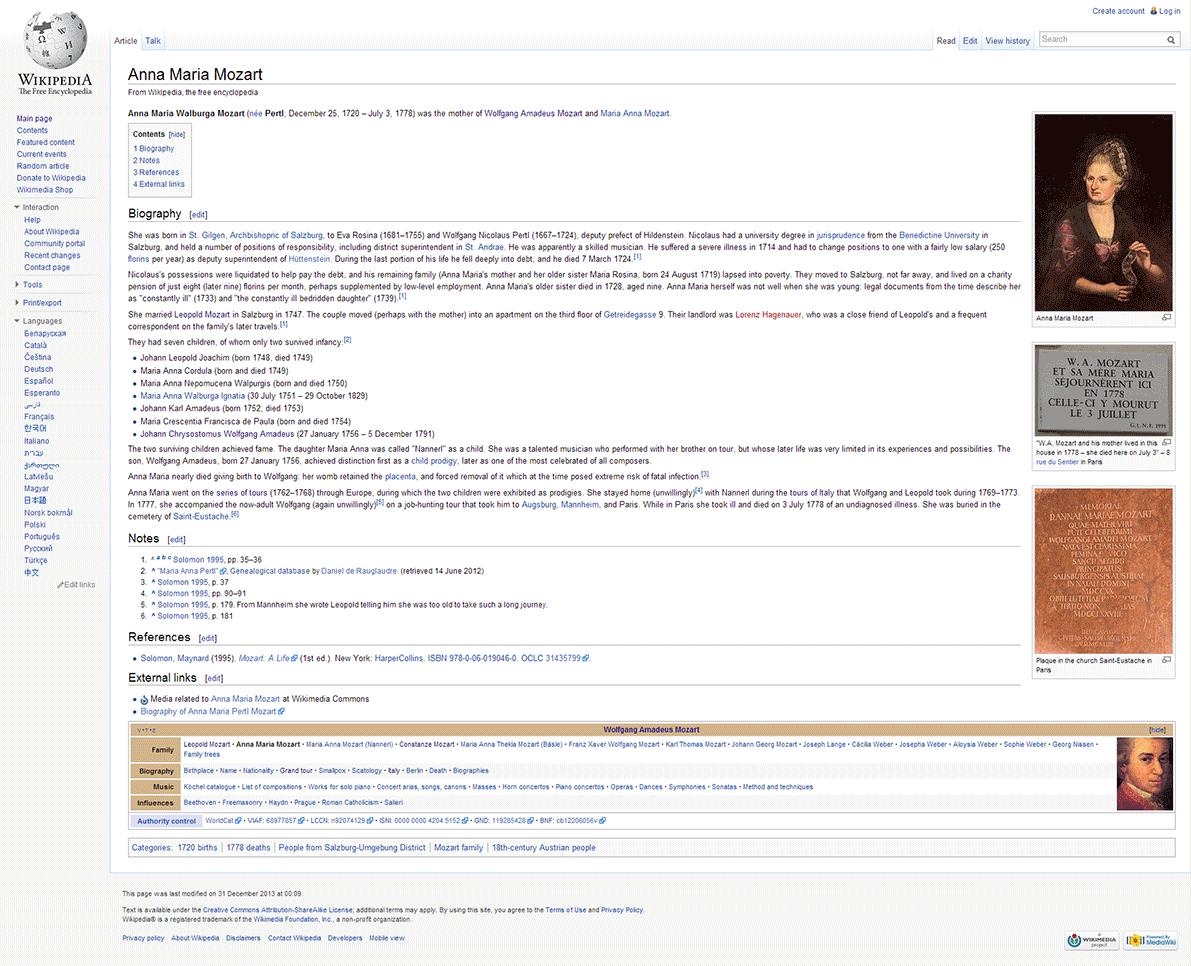 Create account Log in
WIKIPEDIA
The Free Encyclopedia
Article Talk
Read Edit View history Search
Main page
Contents
Featured content
Current events
Random article
Donate to Wikipedia
Wikimedia Shop
Interaction
Help
About Wikipedia
Community portal
Recent changes
Contact page
Tools
Print/export
Languages
Беларуская
Català
Čeština
Deutsch
Español
Esperanto
فارسی
Français
한국어
Italiano
עברית
ქართული
Latviešu
Magyar
日本語
Norsk bokmål
Polski
Português
Русский
Türkçe
中文
Edit links
Anna Maria Mozart
From Wikipedia, the free encyclopedia
Anna Maria Walburga Mozart (née Pertl; December 25, 1720 – July 3, 1778) was the mother of Wolfgang Amadeus Mozart and Maria Anna Mozart.
Contents [hide]
1 Biography
2 Notes
3 References
4 External links
Biography [edit]
She was born in St. Gilgen, Archbishopric of Salzburg, to Eva Rosina (1681–1755) and Wolfgang Nicolaus Pertl (1667–1724), deputy prefect of Hildenstein. Nicolaus had a university degree in jurisprudence from the Benedictine University in
Salzburg, and held a number of positions of responsibility, including district superintendent in St. Andrae. He was apparently a skilled musician. He suffered a severe illness in 1714 and had to change positions to one with a fairly low salary (250
florins per year) as deputy superintendent of Hüttenstein. During the last portion of his life he fell deeply into debt, and he died 7 March 1724.[1]
Nicolaus's possessions were liquidated to help pay the debt, and his remaining family (Anna Maria's mother and her older sister Maria Rosina, born 24 August 1719) lapsed into poverty. They moved to Salzburg, not far away, and lived on a charity
pension of just eight (later nine) florins per month, perhaps supplemented by low-level employment. Anna Maria's older sister died in 1728, aged nine. Anna Maria herself was not well when she was young: legal documents from the time describe her
as "constantly ill" (1733) and "the constantly ill bedridden daughter" (1739).[1]
She married Leopold Mozart in Salzburg in 1747. The couple moved (perhaps with the mother) into an apartment on the third floor of Getreidegasse 9. Their landlord was Lorenz Hagenauer, who was a close friend of Leopold's and a frequent
correspondent on the family's later travels.[1]
They had seven children, of whom only two survived infancy:[2]
Johann Leopold Joachim (born 1748, died 1749)
Maria Anna Cordula (born and died 1749)
Maria Anna Nepomucena Walpurgis (born and died 1750)
Maria Anna Walburga Ignatia (30 July 1751 – 29 October 1829)
Johann Karl Amadeus (born 1752, died 1753)
Maria Crescentia Francisca de Paula (born and died 1754)
Johann Chrysostomus Wolfgang Amadeus (27 January 1756 – 5 December 1791)
The two surviving children achieved fame. The daughter Maria Anna was called "Nannerl" as a child. She was a talented musician who performed with her brother on tour, but whose later life was very limited in its experiences and possibilities. The
son, Wolfgang Amadeus, born 27 January 1756, achieved distinction first as a child prodigy, later as one of the most celebrated of all composers.
Anna Maria nearly died giving birth to Wolfgang: her womb retained the placenta, and forced removal of it which at the time posed extreme risk of fatal infection.[3]
Anna Maria went on the series of tours (1762–1768) through Europe, during which the two children were exhibited as prodigies. She stayed home (unwillingly)[4] with Nannerl during the tours of Italy that Wolfgang and Leopold took during 1769–1773.
In 1777, she accompanied the now-adult Wolfgang (again unwillingly)[5] on a job-hunting tour that took him to Augsburg, Mannheim, and Paris. While in Paris she took ill and died on 3 July 1778 of an undiagnosed illness. She was buried in the
cemetery of Saint-Eustache.[6]
Notes [edit]
1. ^ a b c Solomon 1995, pp. 35–36
2. ^ "Maria Anna Pertl". Genealogical database by Daniel de Rauglaudre. (retrieved 14 June 2012)
3. ^ Solomon 1995, p. 37
4. ^ Solomon 1995, pp. 90–91
5. ^ Solomon 1995, p. 179. From Mannheim she wrote Leopold telling him she was too old to take such a long journey.
6. ^ Solomon 1995, p. 181
References [edit]
Solomon, Maynard (1995). Mozart: A Life (1st ed.). New York: HarperCollins. ISBN 978-0-06-019046-0. OCLC 31435799.
External links [edit]
Media related to Anna Maria Mozart at Wikimedia Commons
Biography of Anna Maria Pertl Mozart
Anna Maria Mozart
W. A. MOZART
ET SA MÈRE MARIA
SEJOURNÈRENT ICI
EN 1778
CELLE-CI Y MOURUT
LE 3 JUILLET
"W.A. Mozart and his mother lived in this
house in 1778 – she died here on July 3" – 8
rue du Sentier in Paris
MEMORIAE
DANNAE MARIAE MOZART
QUAE MATER VIRI
FUIT CELEBERRIMI
WOLFGANGI AMADEI MOZART
NATA EST CLARISSIMA
SANCTI AEGIDII
PRINCIPATUS
SALISBURGENSIS AUSTRIAE
IN NATALI DOMINI
MDCCXX
Plaque in the church Saint-Eustache in
Paris
V · T · E Wolfgang Amadeus Mozart [hide]
Family Leopold Mozart · Anna Maria Mozart · Maria Anna Mozart (Nannerl) · Constanze Mozart · Maria Anna Thekla Mozart (Bäsle) · Franz Xaver Wolfgang Mozart · Karl Thomas Mozart · Johann Georg Mozart · Joseph Lange · Cäcilia Weber · Josepha Weber · Aloysia Weber · Sophie Weber · Georg Nissen ·
Family trees
Biography Birthplace · Name · Nationality · Grand tour · Smallpox · Scatology · Italy · Berlin · Death · Biographies
Music Köchel catalogue · List of compositions · Works for solo piano · Concert arias, songs, canons · Masses · Horn concertos · Piano concertos · Operas · Dances · Symphonies · Sonatas · Method and techniques
Influences Beethoven · Freemasonry · Haydn · Prague · Roman Catholicism · Salieri
Authority control WorldCat · VIAF: 68977857 · LCCN: n92074129 · ISNI: 0000 0000 4204 5152 · GND: 119285428 · BNF: cb12206056v
Categories: 1720 births | 1778 deaths | People from Salzburg-Umgebung District | Mozart family | 18th-century Austrian people
This page was last modified on 31 December 2013 at 00:09.
Text is available under the Creative Commons Attribution-ShareAlike License; additional terms may apply. By using this site, you agree to the Terms of Use and Privacy Policy.
Wikipedia® is a registered trademark of the Wikimedia Foundation, Inc., a non-profit organization.
Privacy policy About Wikipedia Disclaimers Contact Wikipedia Developers Mobile view
A WIKIMEDIA project
Powered By MediaWiki